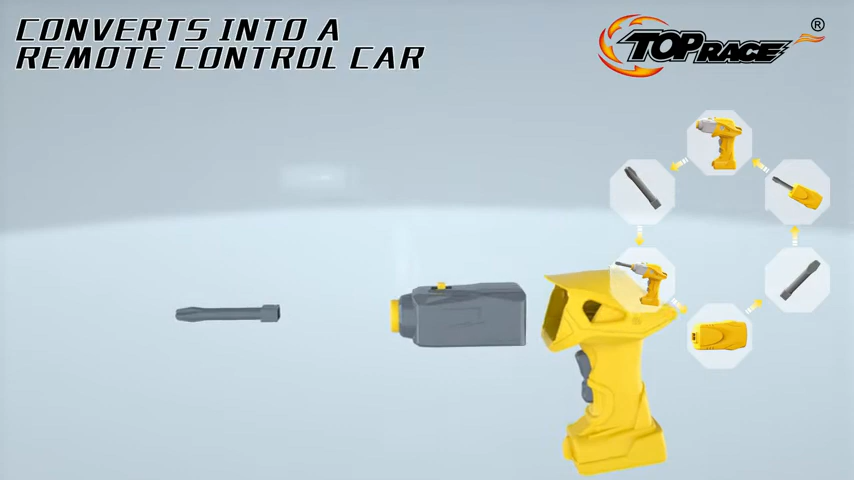 CONVERTS INTO A
REMOTE CONTROL CAR
TOP RACE ®